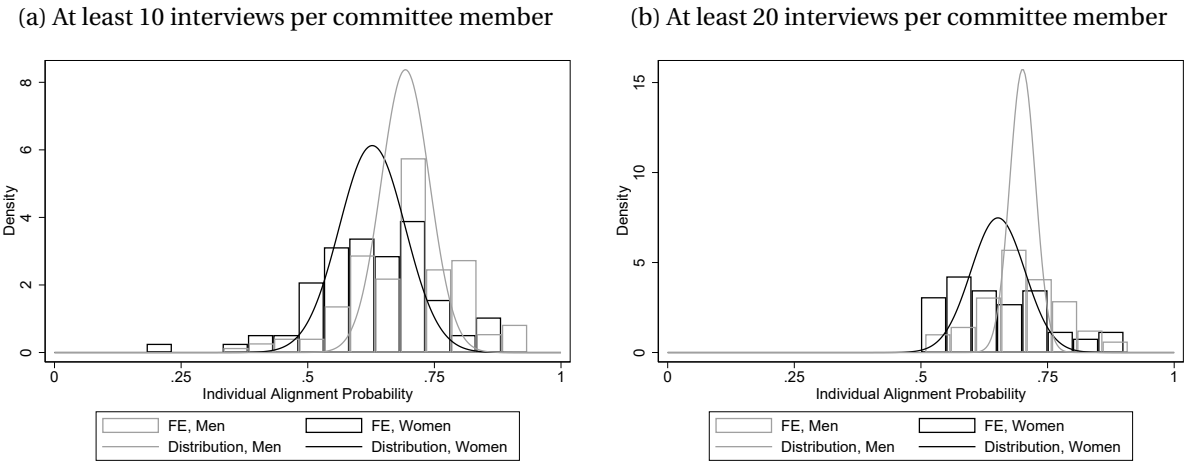 (a) At least 10 interviews per committee member
8
6
4
2
0
Density
0
.25
.5
.75
1
Individual Alignment Probability
FE, Men
FE, Women
Distribution, Men
Distribution, Women
(b) At least 20 interviews per committee member
15
10
5
0
Density
0
.25
.5
.75
1
Individual Alignment Probability
FE, Men
FE, Women
Distribution, Men
Distribution, Women